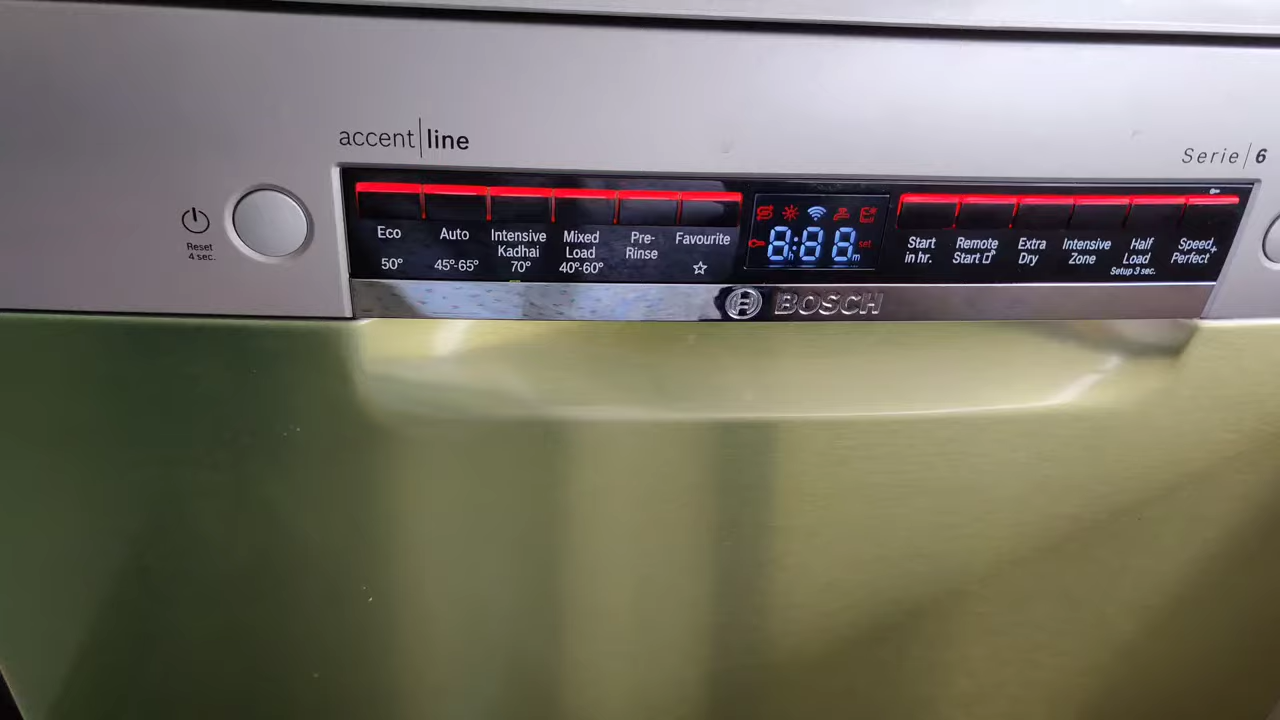 accent|line
Serie|6
Reset
4 sec.
Eco
50°
Auto
45°-65°
Intensive
Kadhai
70°
Mixed
Load
40°-60°
Pre-
Rinse
Favourite
8:88
h
m
set
Start
in hr.
Remote
Start
Extra
Dry
Intensive
Zone
Half
Load
Setup 3 sec.
Speed
Perfect+
BOSCH